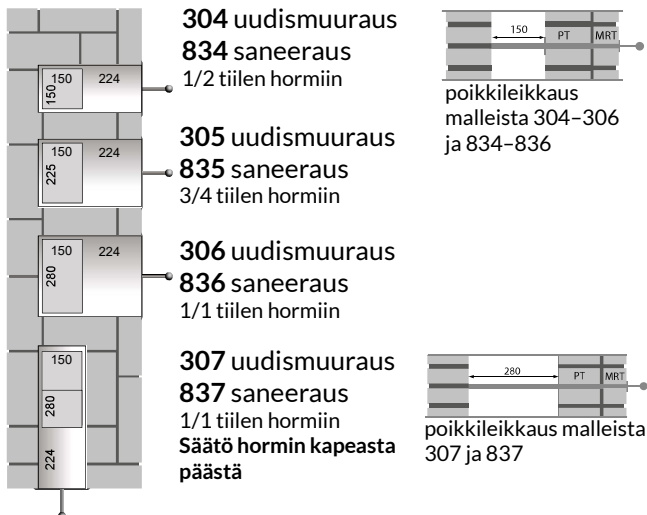 150 224
150
304 uudismuuraus
834 saneeraus
1/2 tiilen hormiin
150 PT MRT
poikkileikkaus
malleista 304–306
ja 834–836
150 224
225
305 uudismuuraus
835 saneeraus
3/4 tiilen hormiin
150 224
280
306 uudismuuraus
836 saneeraus
1/1 tiilen hormiin
150
280
224
307 uudismuuraus
837 saneeraus
1/1 tiilen hormiin
Säätö hormin kapeasta
päästä
280 PT MRT
poikkileikkaus malleista
307 ja 837